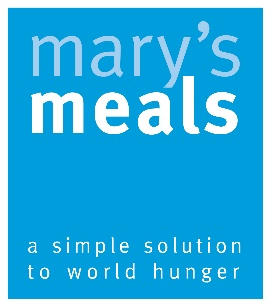 mary's
meals
a simple solution
to world hunger